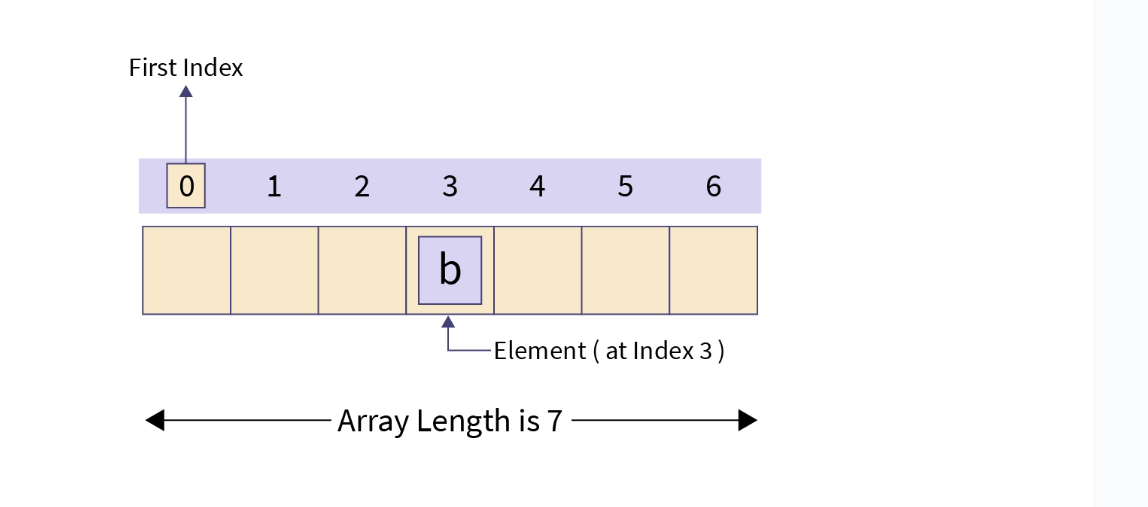 First Index
0 1 2 3 4 5 6
b
Element ( at Index 3 )
Array Length is 7